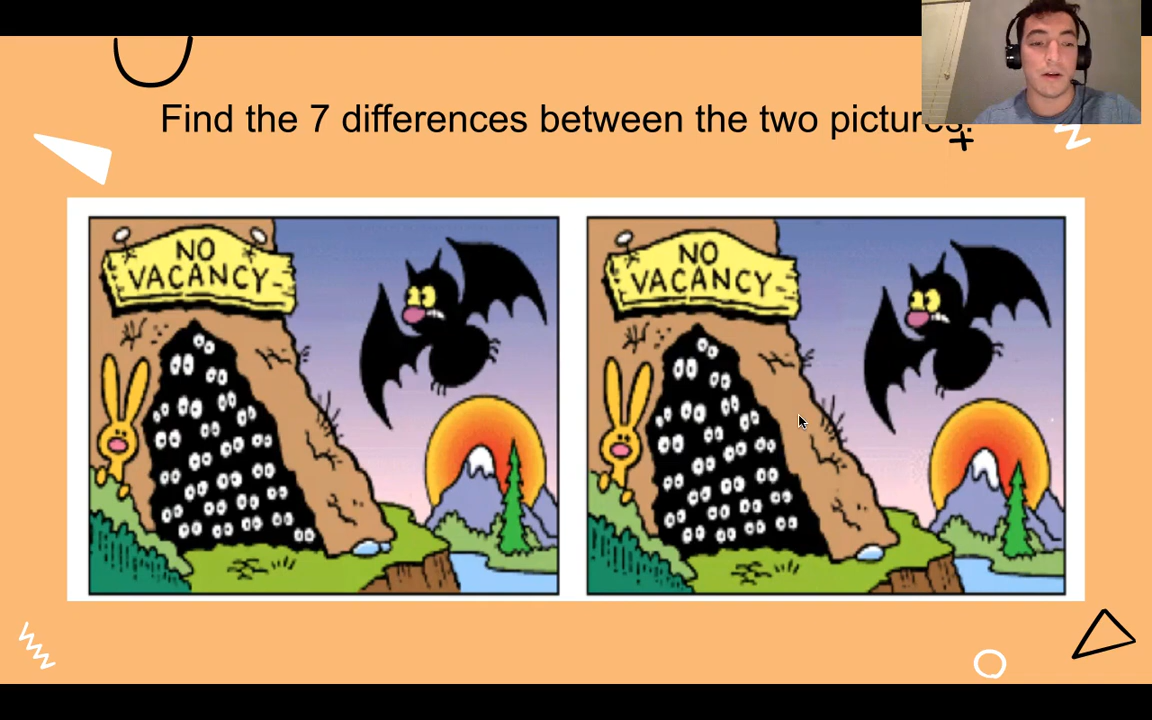 Find the 7 differences between the two pictures.
NO
VACANCY
NO
VACANCY